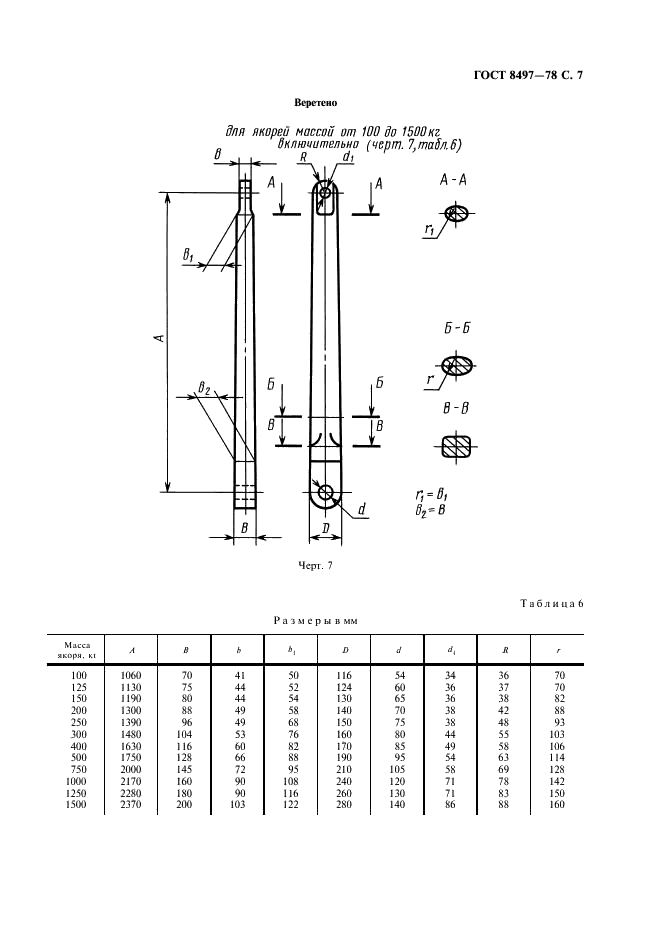 ГОСТ 8497—78 С. 7
Веретено
для якорей массой от 100 до 1500 кг
включительно (черт. 7, табл. 6)
в
R
d₁
А
А
А - А
r₁
в₁
А
Б - Б
r
в₂
Б
Б
В
В
В - В
d
r₁ = в₁
в₂ = В
В
D
Черт. 7
Таблица 6
Размеры в мм
Масса якоря, кг A B b b₁ D d d₁ R r
100 1060 70 41 50 116 54 34 36 70
125 1130 75 44 52 124 60 36 37 70
150 1190 80 44 54 130 65 36 38 82
200 1300 88 49 58 140 70 38 42 88
250 1390 96 49 68 150 75 38 48 93
300 1480 104 53 76 160 80 44 55 103
400 1630 116 60 82 170 85 49 58 106
500 1750 128 66 88 190 95 54 63 114
750 2000 145 72 95 210 105 58 69 128
1000 2170 160 90 108 240 120 71 78 142
1250 2280 180 90 116 260 130 71 83 150
1500 2370 200 103 122 280 140 86 88 160